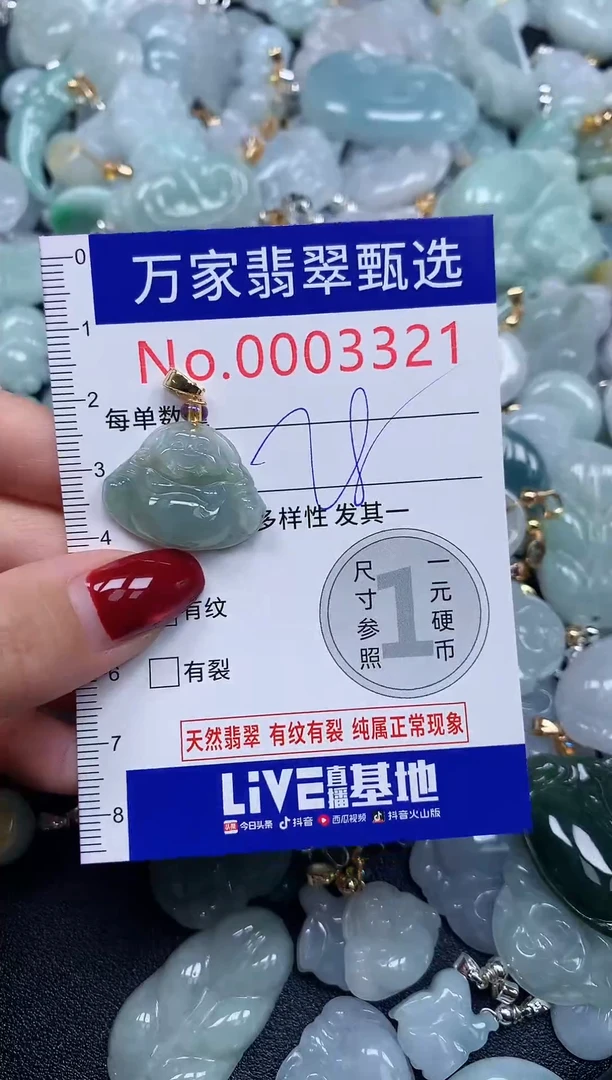 万家翡翠甄选
No.0003321
每单数
多样性 发其一
有纹
有裂
尺寸参照
1
一元硬币
天然翡翠 有纹有裂 纯属正常现象
LiVE直播基地
头条 今日头条 抖音 西瓜视频 抖音火山版
0
1
2
3
4
6
7
8